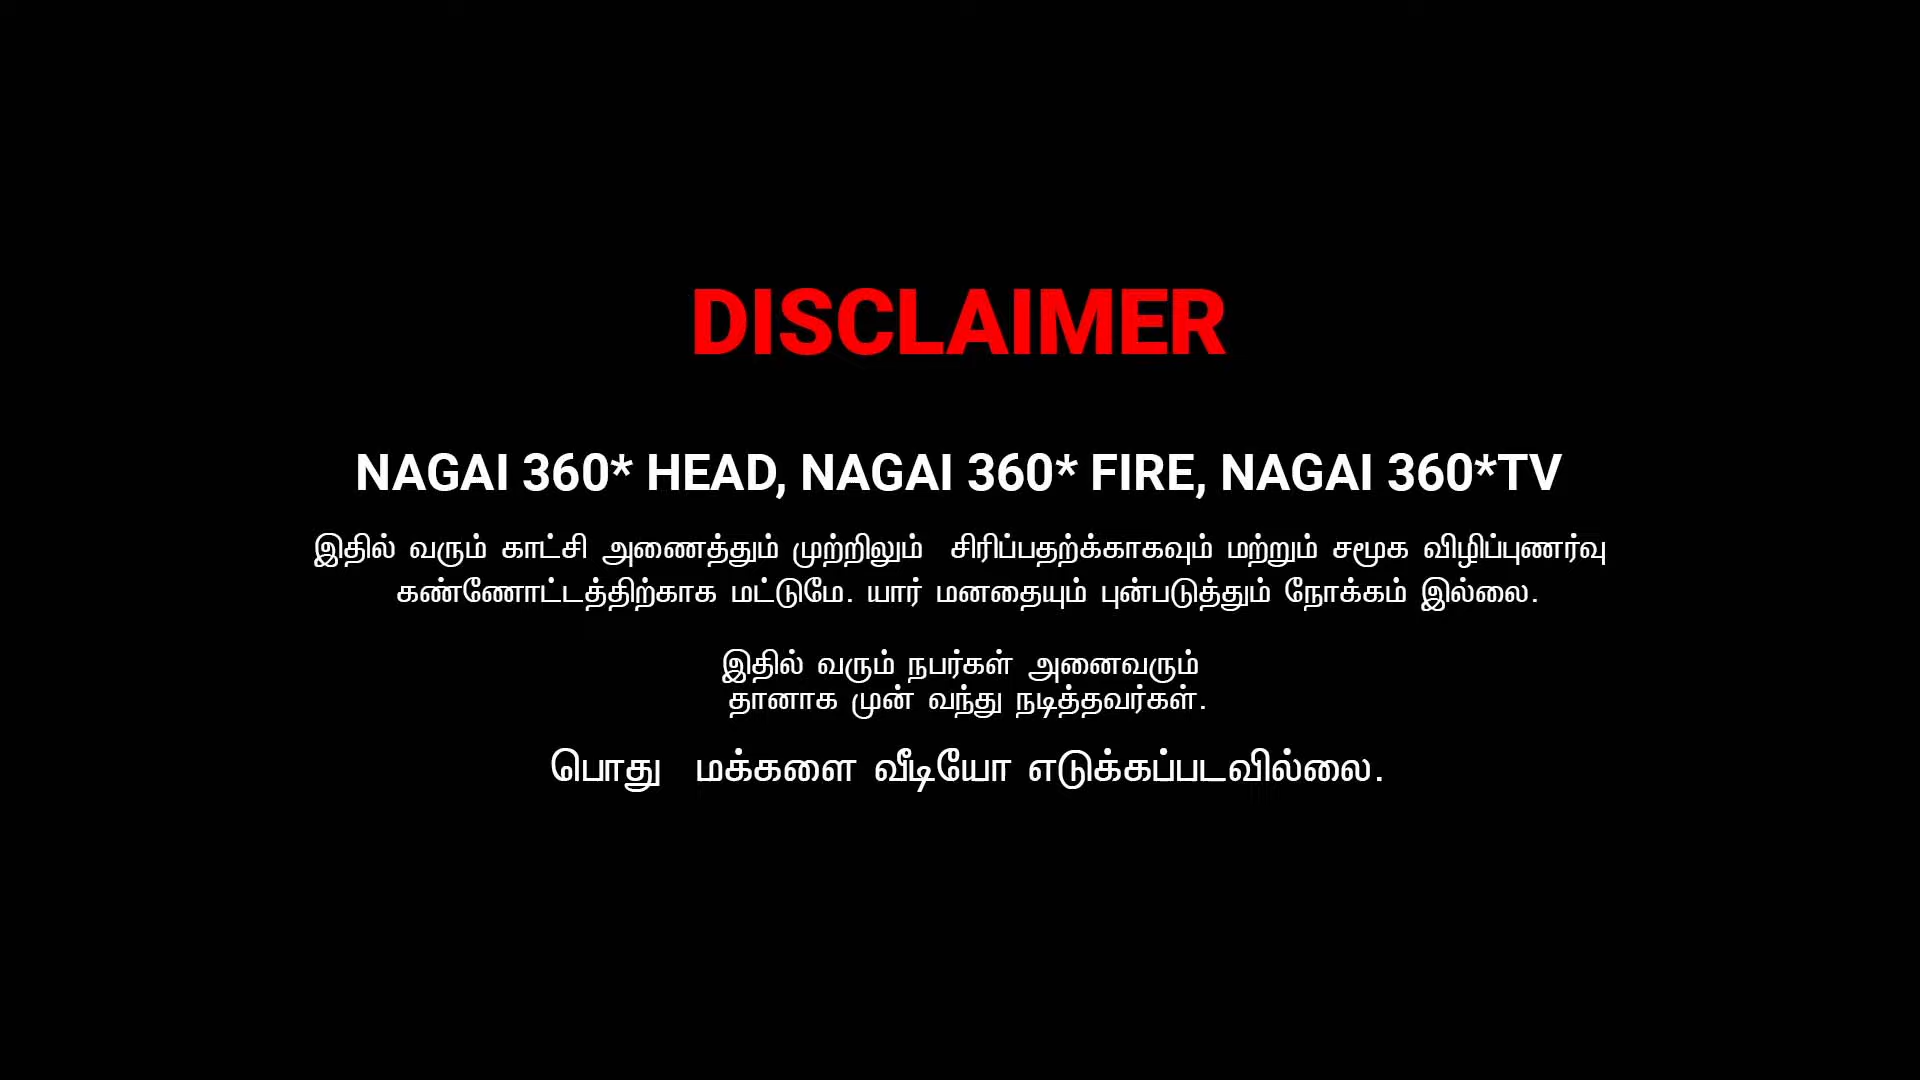 DISCLAIMER
NAGAI 360* HEAD, NAGAI 360* FIRE, NAGAI 360*TV
இதில் வரும் காட்சி அணைத்தும் முற்றிலும் சிரிப்பதற்க்காகவும் மற்றும் சமூக விழிப்புணர்வு
கண்ணோட்டத்திற்காக மட்டுமே. யார் மனதையும் புன்படுத்தும் நோக்கம் இல்லை.
இதில் வரும் நபர்கள் அனைவரும்
தானாக முன் வந்து நடித்தவர்கள்.
பொது மக்களை வீடியோ எடுக்கப்படவில்லை.